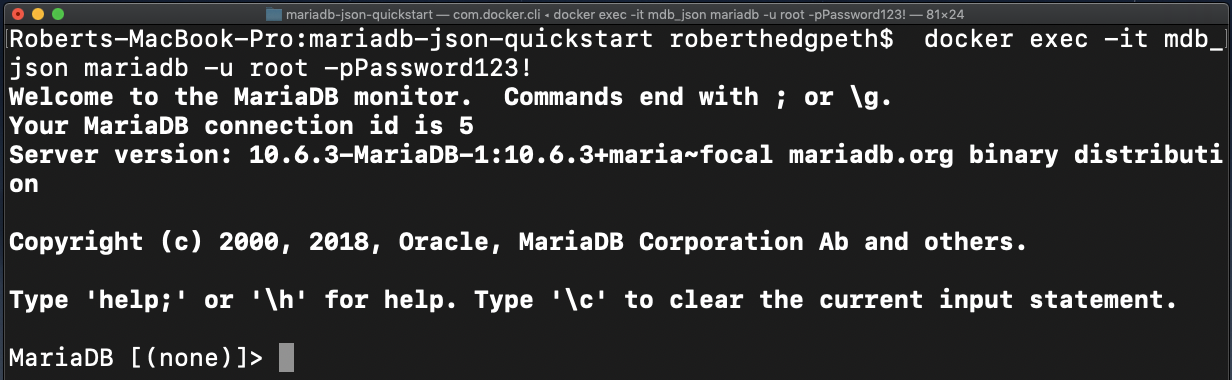 mariadb-json-quickstart — com.docker.cli ◂ docker exec -it mdb_json mariadb -u root -pPassword123! — 81×24
[Roberts-MacBook-Pro:mariadb-json-quickstart roberthedgpeth$  docker exec -it mdb_]
json mariadb -u root -pPassword123!
Welcome to the MariaDB monitor.  Commands end with ; or \g.
Your MariaDB connection id is 5
Server version: 10.6.3-MariaDB-1:10.6.3+maria~focal mariadb.org binary distributi
on
Copyright (c) 2000, 2018, Oracle, MariaDB Corporation Ab and others.
Type 'help;' or '\h' for help. Type '\c' to clear the current input statement.
MariaDB [(none)]>